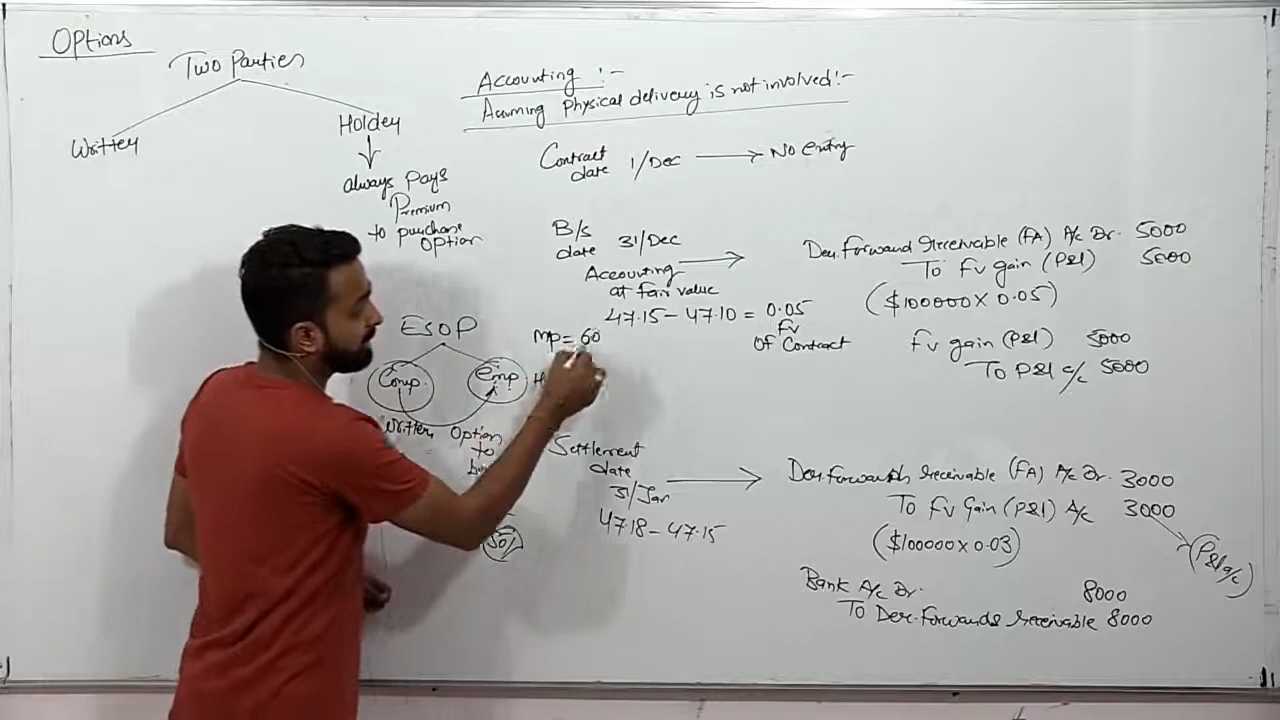 Options
Two Parties
Writer
Holder
always Pays
Premium
to purchase
Option
ESOP
Comp.
Emp
MP = 60
H
Writer
Option
to
50/
Accounting :-
Assuming Physical delivery is not involved :-
Contract
date 1/Dec → No entry
B/s
date 31/Dec
Accounting
at fair value
47.15 - 47.10 = 0.05
Fv
Of Contract
Der. Forward receivable (FA) A/c Dr. 5000
To Fv gain (P&l) 5000
($100000 x 0.05)
Fv gain (P&l) 5000
To P&l a/c 5000
Settlement
date
31/Jan
47.18 - 47.15
Der. Forwards receivable (FA) A/c Dr. 3000
To Fv Gain (P&l) A/c 3000
(P&l a/c)
($100000 x 0.03)
Bank A/c Dr. 8000
To Der. Forwards receivable 8000